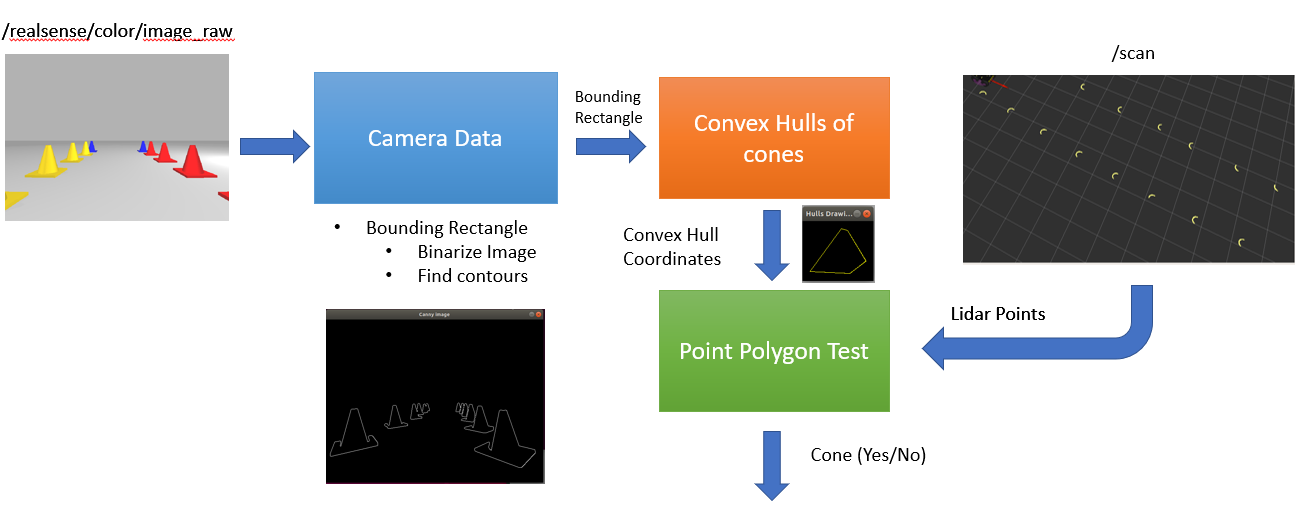 /realsense/color/image_raw
/scan
Camera Data
Bounding
Rectangle
Convex Hulls of
cones
• Bounding Rectangle
• Binarize Image
• Find contours
Convex Hull
Coordinates
Hulls Drawi...
Canny Image
Point Polygon Test
Lidar Points
Cone (Yes/No)